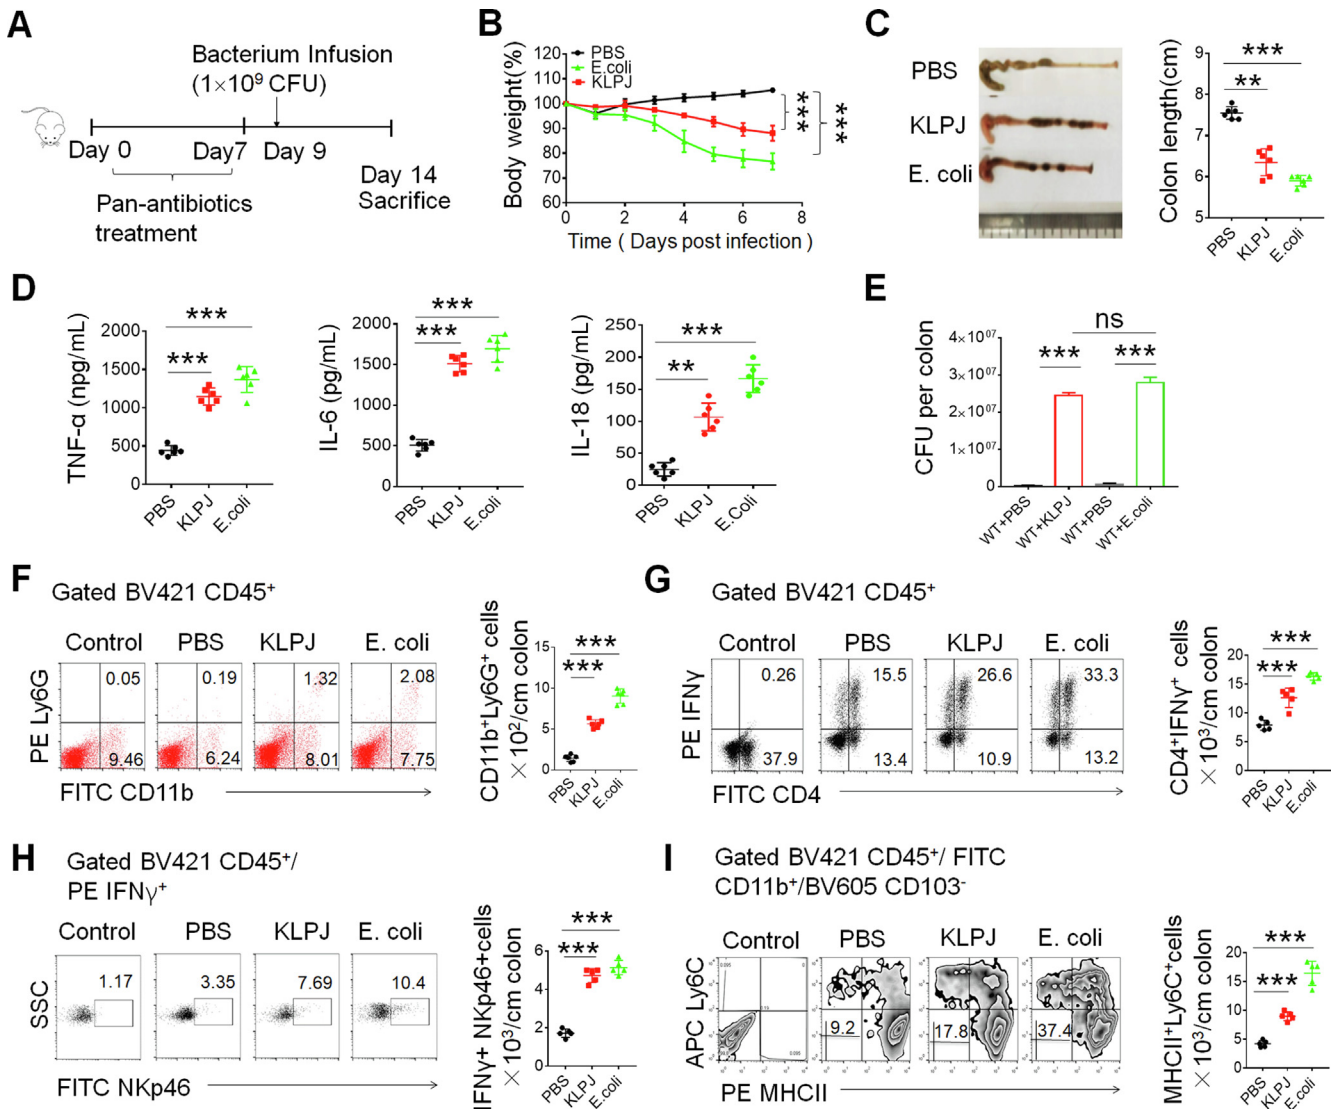 A
Bacterium Infusion
(1×10⁹ CFU)
Day 0
Day7
Day 9
Day 14
Sacrifice
Pan-antibiotics
treatment
B
Body weight(%)
120
110
100
90
80
70
60
PBS
E.coli
KLPJ
***
***
0 2 4 6 8
Time ( Days post infection )
C
PBS
KLPJ
E. coli
Colon length(cm)
9
8
7
6
5
***
**
PBS
KLPJ
E.coli
D
TNF-α (npg/mL)
2000
1500
1000
500
0
***
***
PBS
KLPJ
E.coli
IL-6 (pg/mL)
2000
1500
1000
500
0
***
***
PBS
KLPJ
E.coli
IL-18 (pg/mL)
250
200
150
100
50
0
***
**
PBS
KLPJ
E.Coli
E
CFU per colon
4×10⁰⁷
3×10⁰⁷
2×10⁰⁷
1×10⁰⁷
0
ns
***
***
WT+PBS
WT+KLPJ
WT+PBS
WT+E.coli
F
Gated BV421 CD45⁺
Control PBS KLPJ E. coli
PE Ly6G
0.05 0.19 1.32 2.08
9.46 6.24 8.01 7.75
FITC CD11b
CD11b⁺Ly6G⁺ cells
×10²/cm colon
15
10
5
0
***
***
PBS
KLPJ
E.coli
G
Gated BV421 CD45⁺
Control PBS KLPJ E. coli
PE IFNγ
0.26 15.5 26.6 33.3
37.9 13.4 10.9 13.2
FITC CD4
CD4⁺IFNγ⁺ cells
×10³/cm colon
20
15
10
5
0
***
***
PBS
KLPJ
E.coli
H
Gated BV421 CD45⁺/
PE IFNγ⁺
Control PBS KLPJ E. coli
SSC
1.17 3.35 7.69 10.4
FITC NKp46
IFNγ+ NKp46+cells
×10³/cm colon
6
4
2
0
***
***
PBS
KLPJ
E.coli
I
Gated BV421 CD45⁺/ FITC
CD11b⁺/BV605 CD103⁻
Control PBS KLPJ E. coli
APC Ly6C
9.2 17.8 37.4
PE MHCII
MHCII⁺Ly6C⁺cells
×10³/cm colon
20
15
10
5
0
***
***
PBS
KLPJ
E.coli